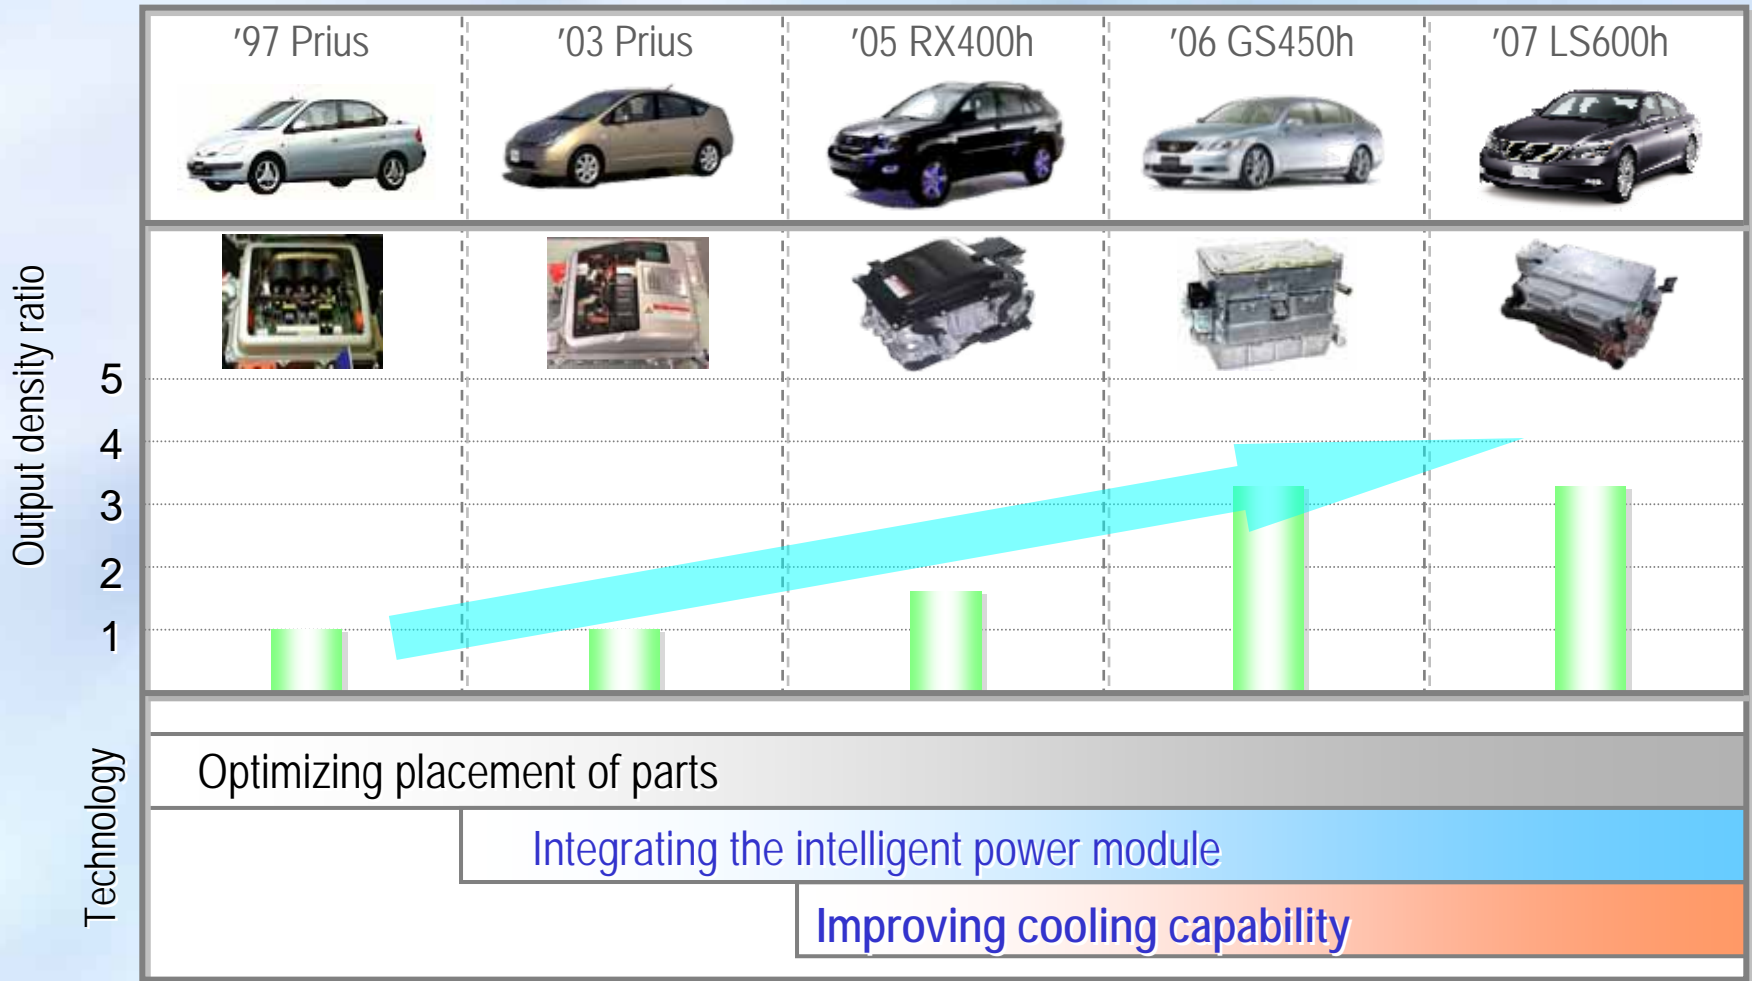 '97 Prius
'03 Prius
'05 RX400h
'06 GS450h
'07 LS600h
Output density ratio
5
4
3
2
1
Technology
Optimizing placement of parts
Integrating the intelligent power module
Improving cooling capability